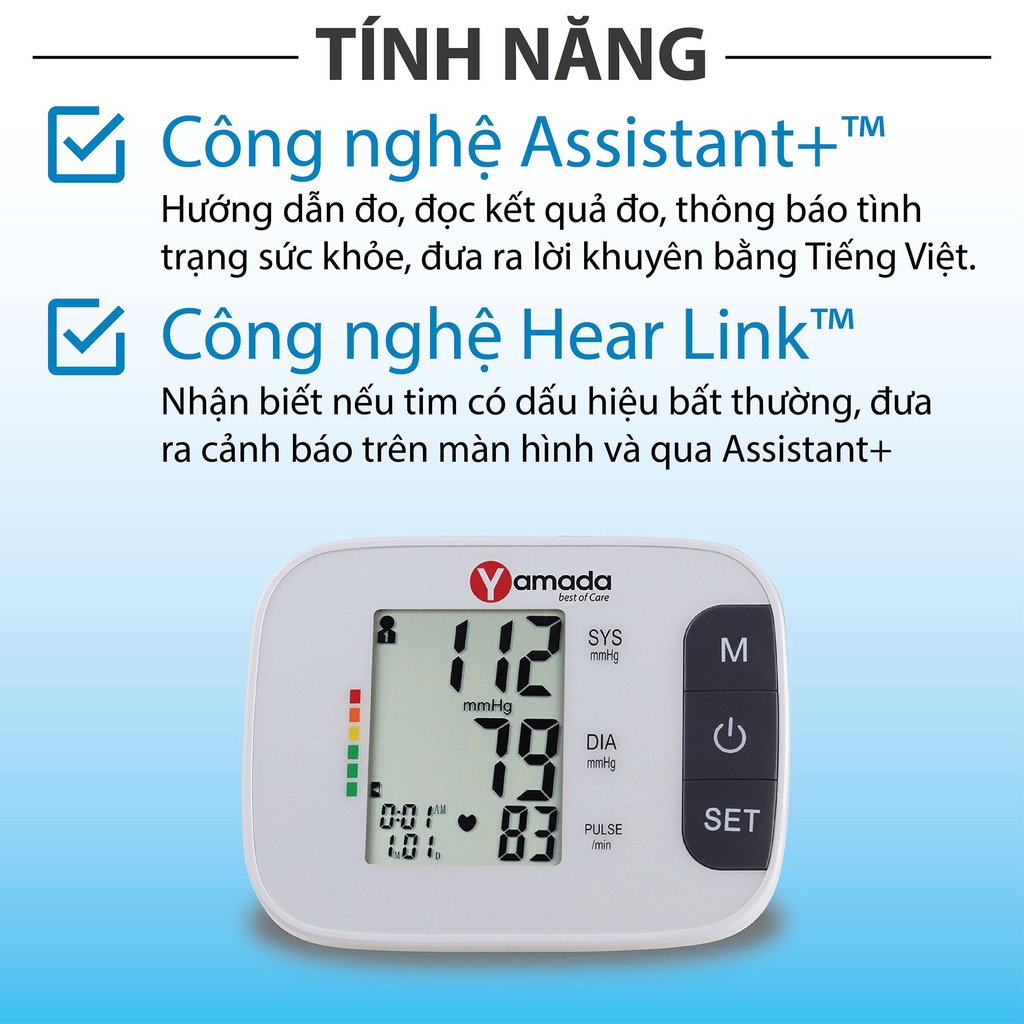 TÍNH NĂNG
Công nghệ Assistant+™
Hướng dẫn đo, đọc kết quả đo, thông báo tình
trạng sức khỏe, đưa ra lời khuyên bằng Tiếng Việt.
Công nghệ Hear Link™
Nhận biết nếu tim có dấu hiệu bất thường, đưa
ra cảnh báo trên màn hình và qua Assistant+
Yamada
best of Care
1
112
SYS
mmHg
mmHg
79
DIA
mmHg
0:01 AM
1M01D
83
PULSE
/min
M
SET